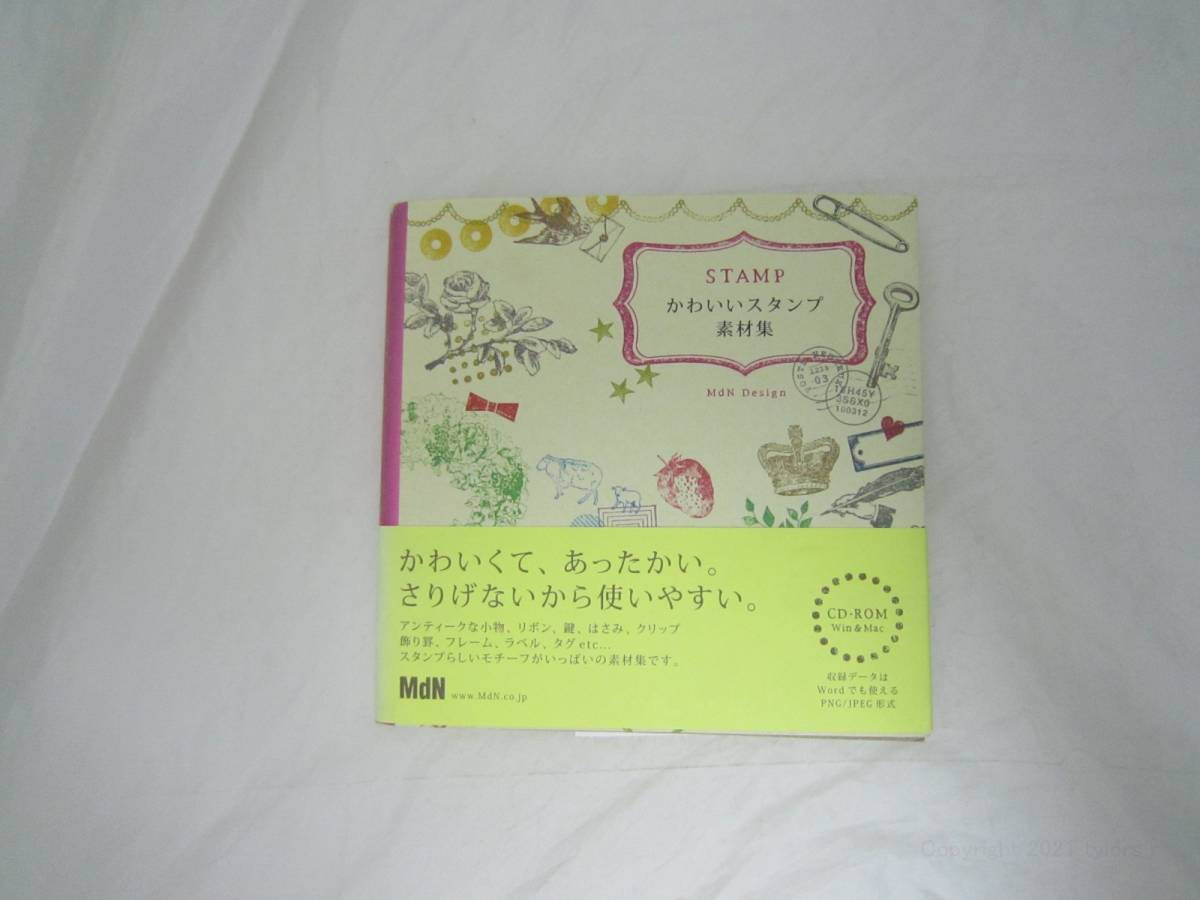 STAMP
かわいいスタンプ
素材集
MdN Design
03
TSH45Y
3S8X0
100312
かわいくて、あったかい。
さりげないから使いやすい。
アンティークな小物、リボン、鍵、はさみ、クリップ
飾り罫、フレーム、ラベル、タグetc...
スタンプらしいモチーフがいっぱいの素材集です。
MdN www.MdN.co.jp
CD-ROM
Win & Mac
収録データは
Wordでも使える
PNG/JPEG形式
Copyright 2021